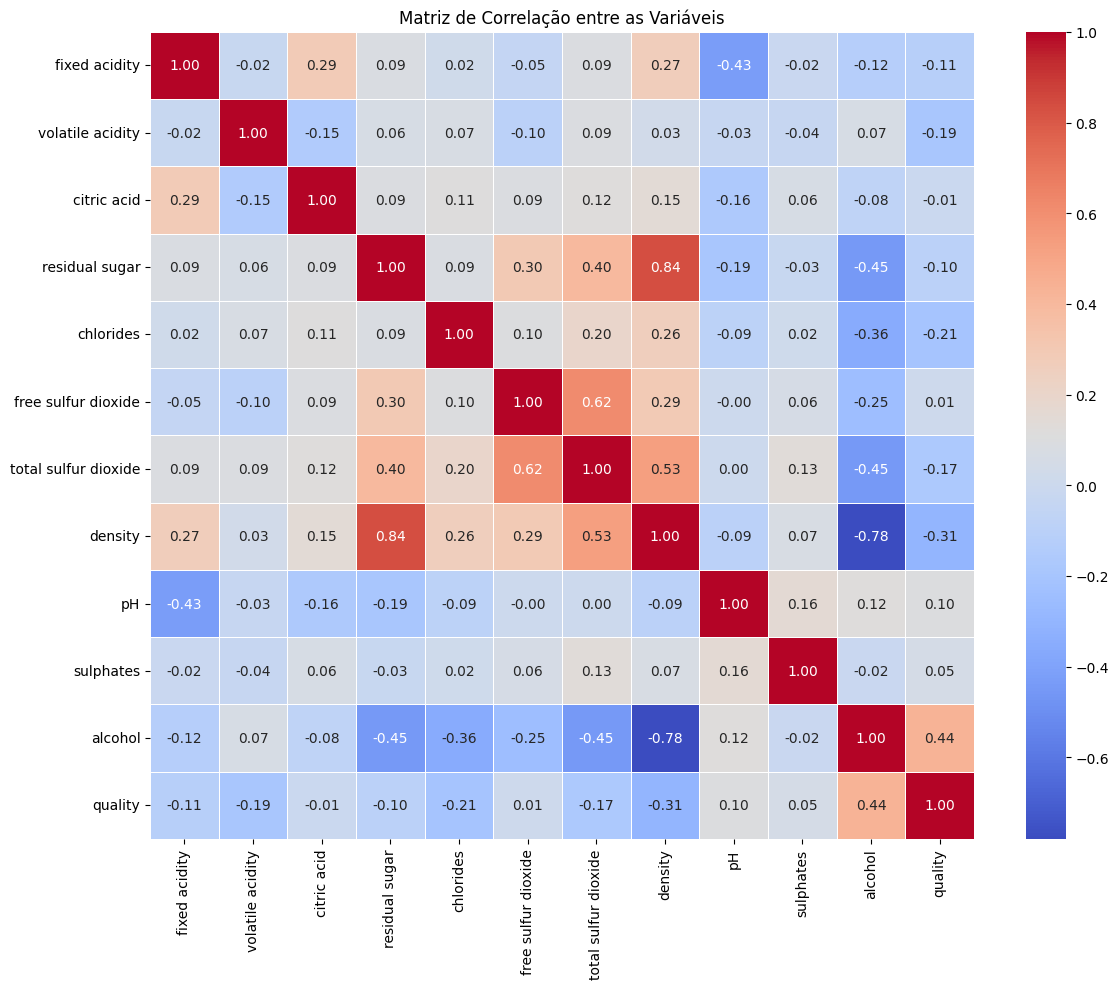 Matriz de Correlação entre as Variáveis
fixed acidity 1.00 -0.02 0.29 0.09 0.02 -0.05 0.09 0.27 -0.43 -0.02 -0.12 -0.11
volatile acidity -0.02 1.00 -0.15 0.06 0.07 -0.10 0.09 0.03 -0.03 -0.04 0.07 -0.19
citric acid 0.29 -0.15 1.00 0.09 0.11 0.09 0.12 0.15 -0.16 0.06 -0.08 -0.01
residual sugar 0.09 0.06 0.09 1.00 0.09 0.30 0.40 0.84 -0.19 -0.03 -0.45 -0.10
chlorides 0.02 0.07 0.11 0.09 1.00 0.10 0.20 0.26 -0.09 0.02 -0.36 -0.21
free sulfur dioxide -0.05 -0.10 0.09 0.30 0.10 1.00 0.62 0.29 -0.00 0.06 -0.25 0.01
total sulfur dioxide 0.09 0.09 0.12 0.40 0.20 0.62 1.00 0.53 0.00 0.13 -0.45 -0.17
density 0.27 0.03 0.15 0.84 0.26 0.29 0.53 1.00 -0.09 0.07 -0.78 -0.31
pH -0.43 -0.03 -0.16 -0.19 -0.09 -0.00 0.00 -0.09 1.00 0.16 0.12 0.10
sulphates -0.02 -0.04 0.06 -0.03 0.02 0.06 0.13 0.07 0.16 1.00 -0.02 0.05
alcohol -0.12 0.07 -0.08 -0.45 -0.36 -0.25 -0.45 -0.78 0.12 -0.02 1.00 0.44
quality -0.11 -0.19 -0.01 -0.10 -0.21 0.01 -0.17 -0.31 0.10 0.05 0.44 1.00
fixed acidity
volatile acidity
citric acid
residual sugar
chlorides
free sulfur dioxide
total sulfur dioxide
density
pH
sulphates
alcohol
quality
1.0
0.8
0.6
0.4
0.2
0.0
−0.2
−0.4
−0.6